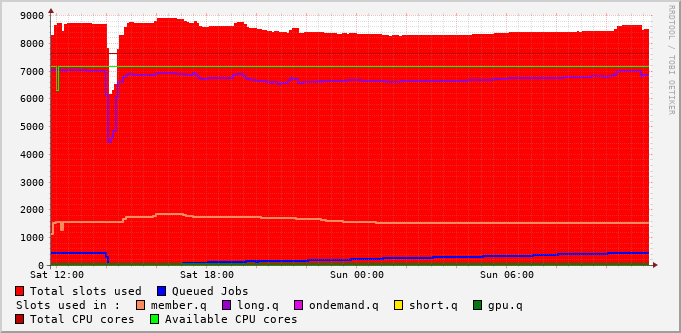 9000
8000
7000
6000
5000
4000
3000
2000
1000
0
Sat 12:00 Sat 18:00 Sun 00:00 Sun 06:00
RRDTOOL / TOBI OETIKER
Total slots used Queued Jobs
Slots used in : member.q long.q ondemand.q short.q gpu.q
Total CPU cores Available CPU cores